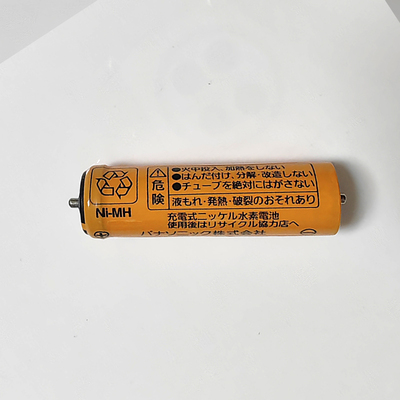 ●火中投入、加熱をしない
●はんだ付け、分解・改造しない
●チューブを絶対にはがさない
危険
液もれ・発熱・破裂のおそれあり
Ni-MH
充電式ニッケル水素電池
使用後はリサイクル協力店へ
パナソニック株式会社